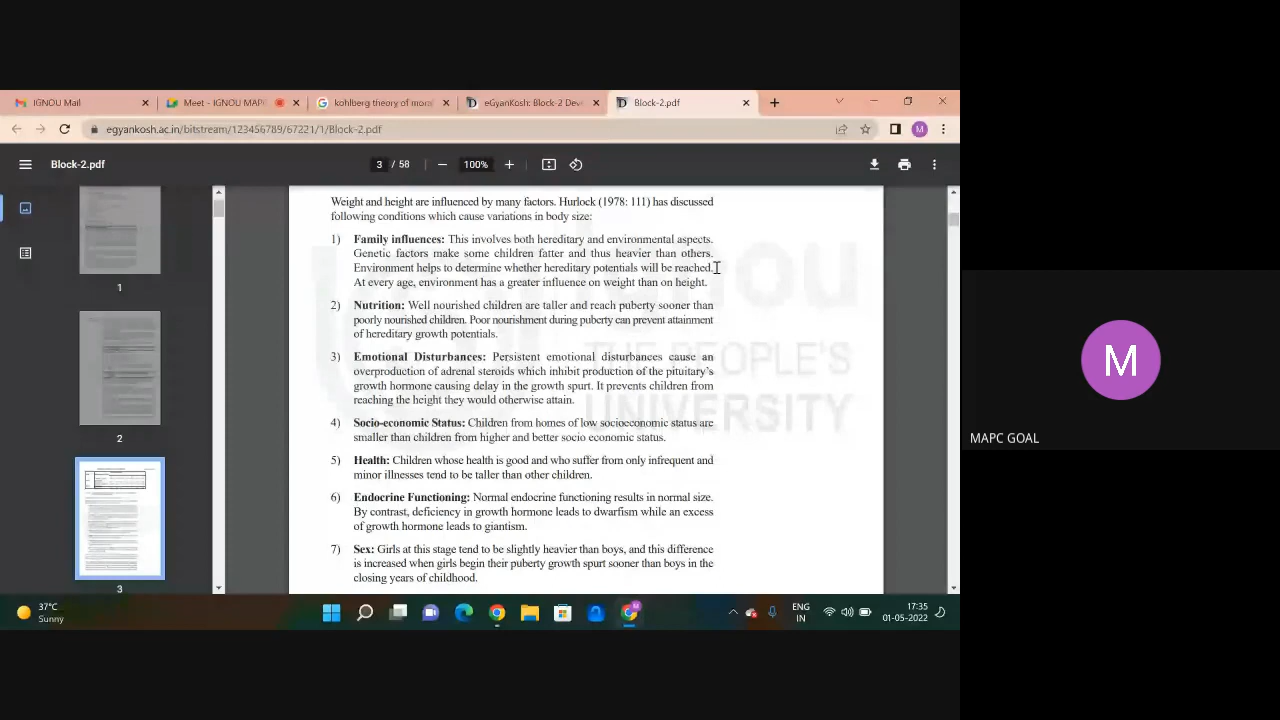 IGNOU Mail
Meet - IGNOU MAPC
kohlberg theory of mora
eGyanKosh: Block-2 Dev
Block-2.pdf
egyankosh.ac.in/bitstream/123456789/67221/1/Block-2.pdf
M
Block-2.pdf
3 / 58
100%
Weight and height are influenced by many factors. Hurlock (1978: 111) has discussed
following conditions which cause variations in body size:
1) Family influences: This involves both hereditary and environmental aspects.
Genetic factors make some children fatter and thus heavier than others.
Environment helps to determine whether hereditary potentials will be reached.
At every age, environment has a greater influence on weight than on height.
2) Nutrition: Well nourished children are taller and reach puberty sooner than
poorly nourished children. Poor nourishment during puberty can prevent attainment
of hereditary growth potentials.
3) Emotional Disturbances: Persistent emotional disturbances cause an
overproduction of adrenal steroids which inhibit production of the pituitary's
growth hormone causing delay in the growth spurt. It prevents children from
reaching the height they would otherwise attain.
4) Socio-economic Status: Children from homes of low socioeconomic status are
smaller than children from higher and better socio economic status.
5) Health: Children whose health is good and who suffer from only infrequent and
minor illnesses tend to be taller than other children.
6) Endocrine Functioning: Normal endocrine functioning results in normal size.
By contrast, deficiency in growth hormone leads to dwarfism while an excess
of growth hormone leads to giantism.
7) Sex: Girls at this stage tend to be slightly heavier than boys, and this difference
is increased when girls begin their puberty growth spurt sooner than boys in the
closing years of childhood.
ignou
THE PEOPLE'S
UNIVERSITY
1
2
3
M
MAPC GOAL
37°C
Sunny
ENG
IN
17:35
01-05-2022